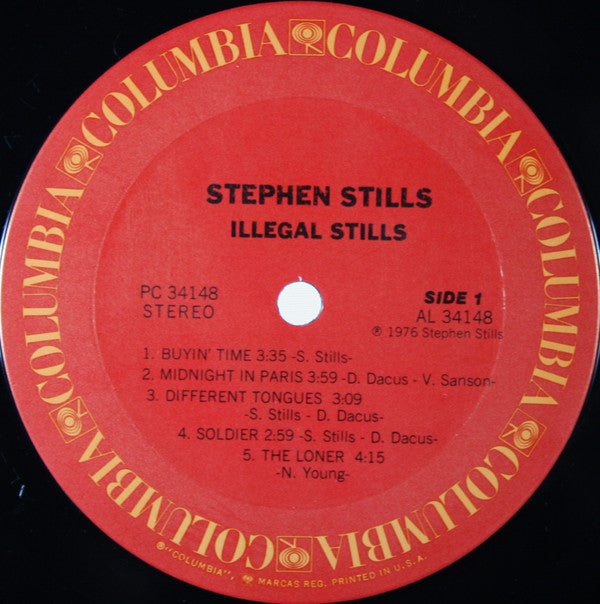 COLUMBIA COLUMBIA COLUMBIA COLUMBIA COLUMBIA COLUMBIA COLUMBIA
STEPHEN STILLS
ILLEGAL STILLS
PC 34148
STEREO
SIDE 1
AL 34148
℗ 1976 Stephen Stills
1. BUYIN' TIME 3:35 -S. Stills-
2. MIDNIGHT IN PARIS 3:59 -D. Dacus - V. Sanson-
3. DIFFERENT TONGUES 3:09
-S. Stills - D. Dacus-
4. SOLDIER 2:59 -S. Stills - D. Dacus-
5. THE LONER 4:15
-N. Young-
®"COLUMBIA", MARCAS REG. PRINTED IN U.S.A.